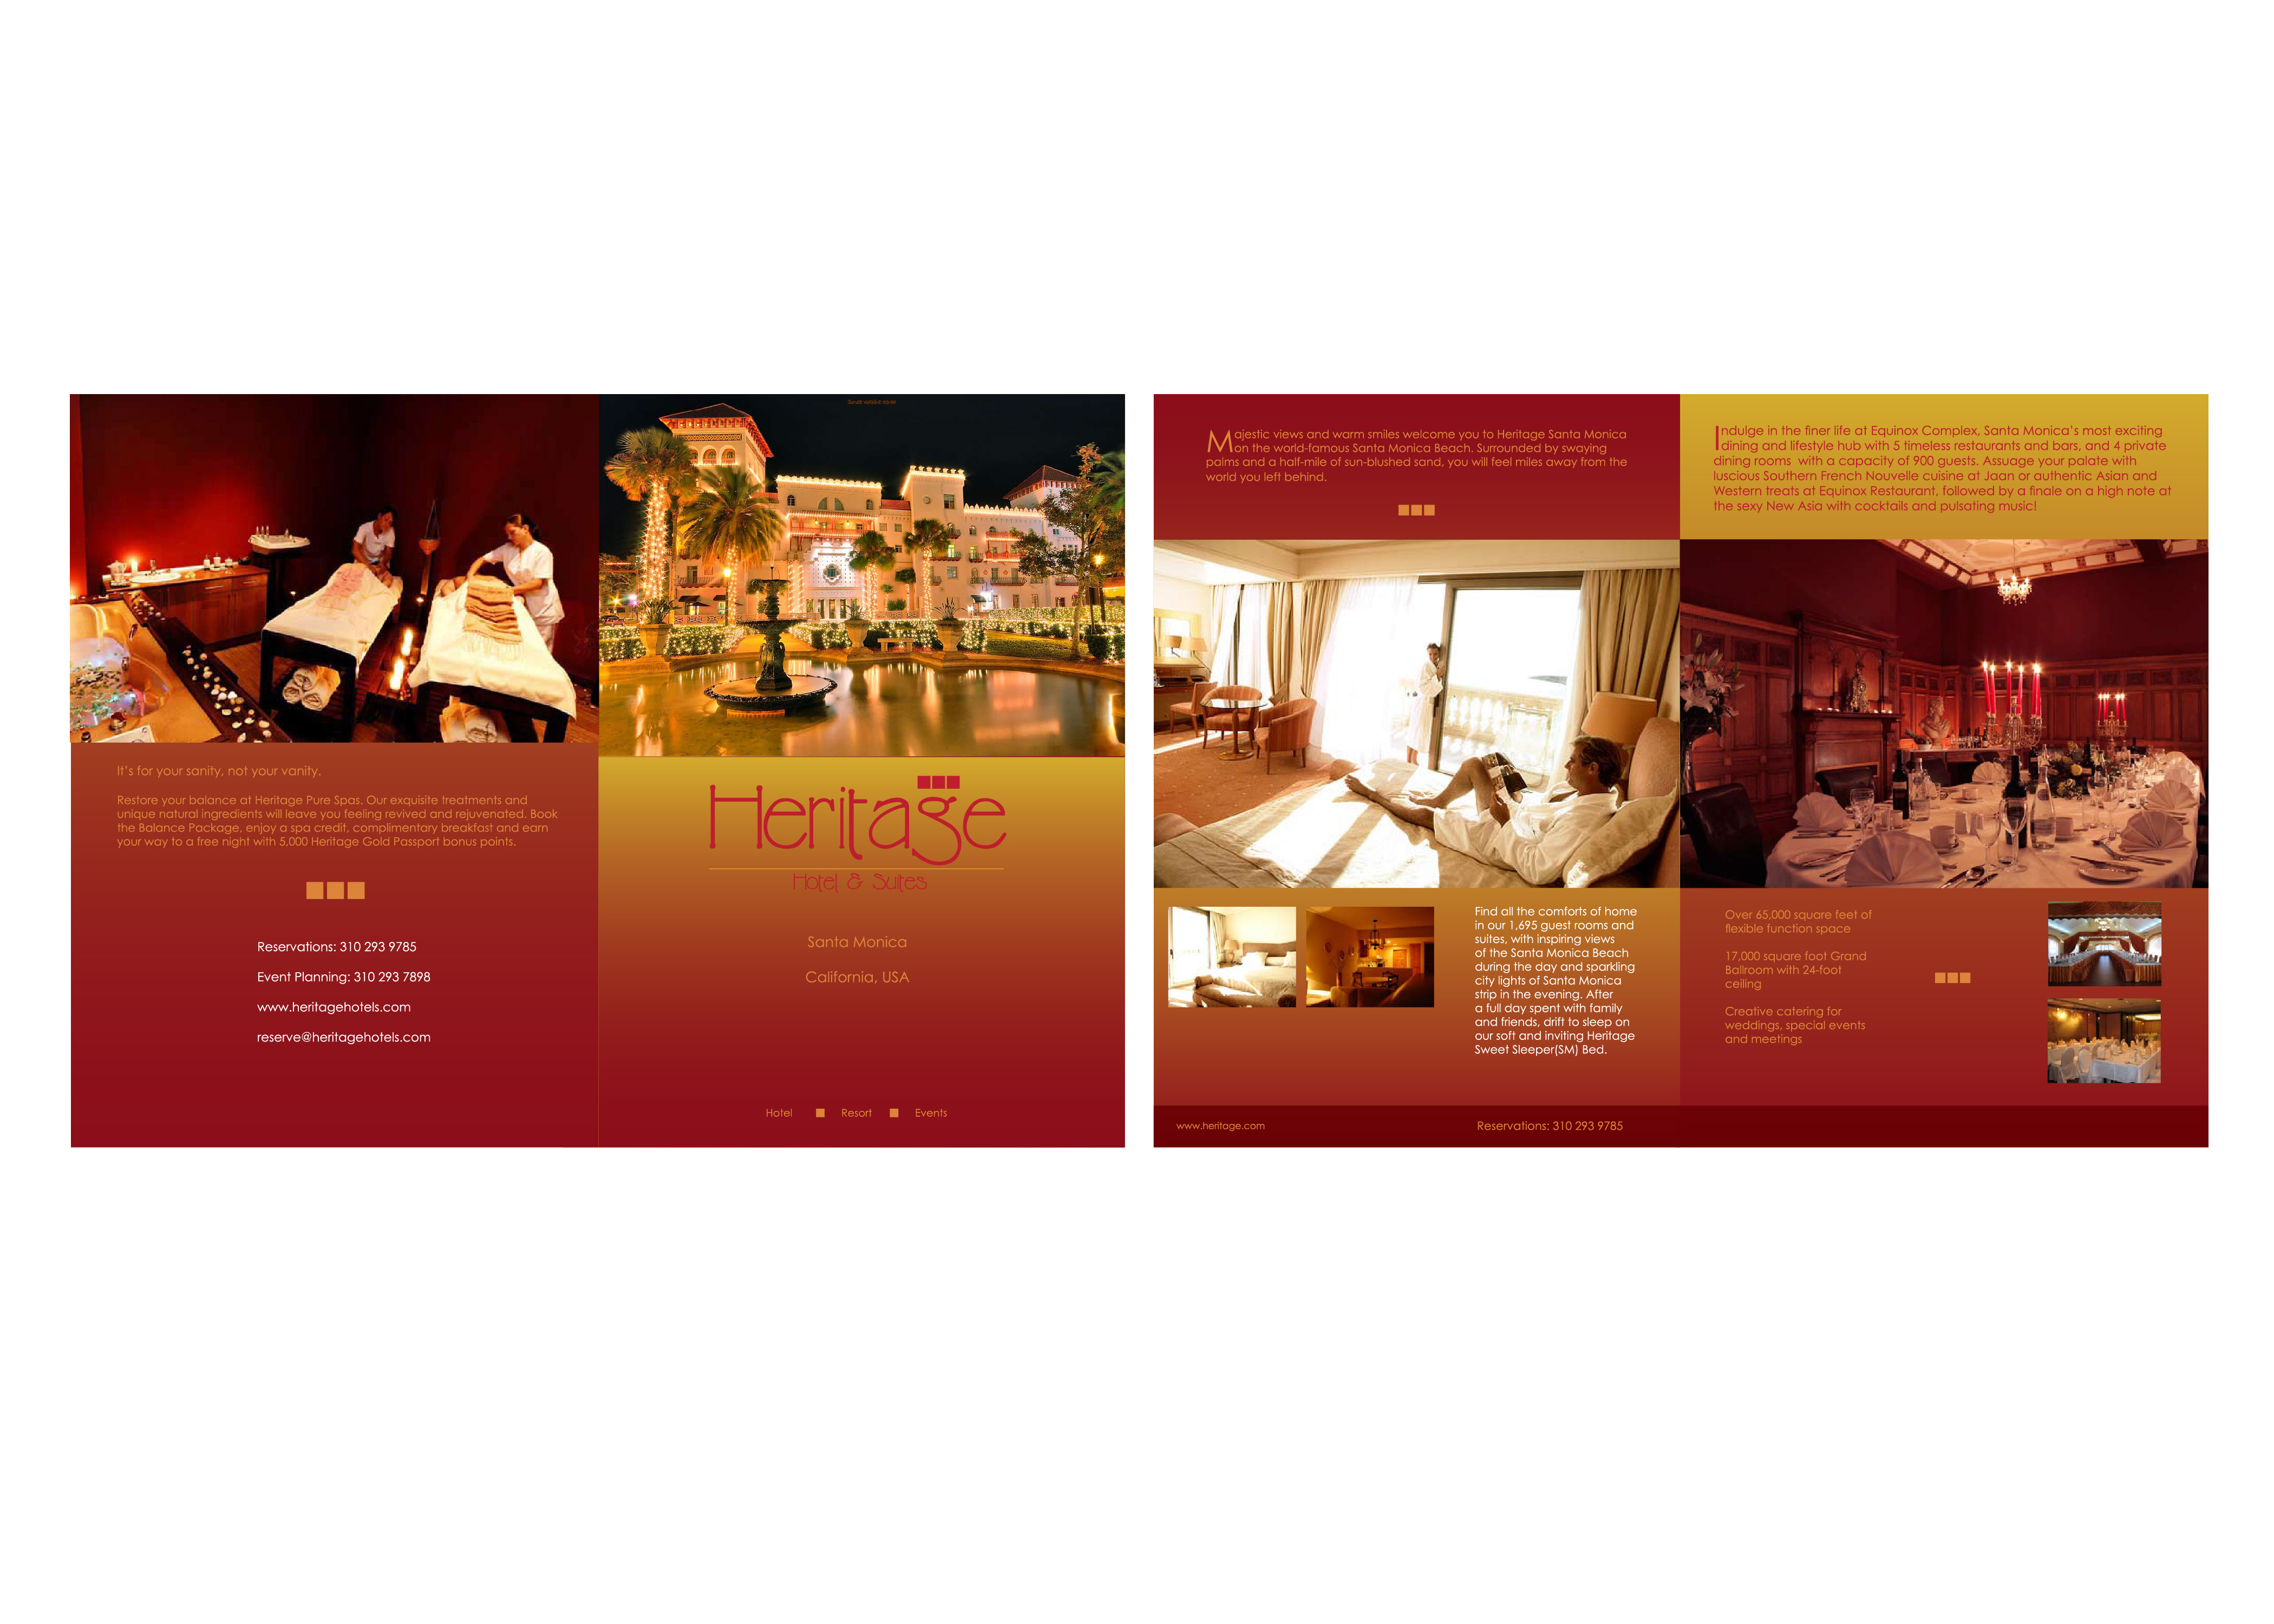 It's for your sanity, not your vanity.
Restore your balance at Heritage Pure Spas. Our exquisite treatments and
unique natural ingredients will leave you feeling revived and rejuvenated. Book
the Balance Package, enjoy a spa credit, complimentary breakfast and earn
your way to a free night with 5,000 Heritage Gold Passport bonus points.
Reservations: 310 293 9785
Event Planning: 310 293 7898
www.heritagehotels.com
reserve@heritagehotels.com
Heritage
Hotel & Suites
Santa Monica
California, USA
Hotel Resort Events
Majestic views and warm smiles welcome you to Heritage Santa Monica
on the world-famous Santa Monica Beach. Surrounded by swaying
palms and a half-mile of sun-blushed sand, you will feel miles away from the
world you left behind.
Find all the comforts of home
in our 1,695 guest rooms and
suites, with inspiring views
of the Santa Monica Beach
during the day and sparkling
city lights of Santa Monica
strip in the evening. After
a full day spent with family
and friends, drift to sleep on
our soft and inviting Heritage
Sweet Sleeper(SM) Bed.
www.heritage.com
Reservations: 310 293 9785
Indulge in the finer life at Equinox Complex, Santa Monica's most exciting
dining and lifestyle hub with 5 timeless restaurants and bars, and 4 private
dining rooms with a capacity of 900 guests. Assuage your palate with
luscious Southern French Nouvelle cuisine at Jaan or authentic Asian and
Western treats at Equinox Restaurant, followed by a finale on a high note at
the sexy New Asia with cocktails and pulsating music!
Over 65,000 square feet of
flexible function space
17,000 square foot Grand
Ballroom with 24-foot
ceiling
Creative catering for
weddings, special events
and meetings